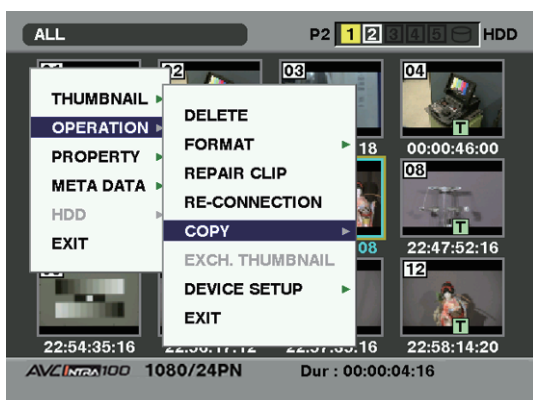 ALL P2 1 2 3 4 5 HDD
02 03 04
THUMBNAIL
OPERATION
PROPERTY
META DATA
HDD
EXIT
DELETE
FORMAT
REPAIR CLIP
RE-CONNECTION
COPY
EXCH. THUMBNAIL
DEVICE SETUP
EXIT
18 T 00:00:46:00
08
08 T 22:47:52:16
12
T
22:54:35:16 22:58:14:20
AVC INTRA 100 1080/24PN Dur : 00:00:04:16